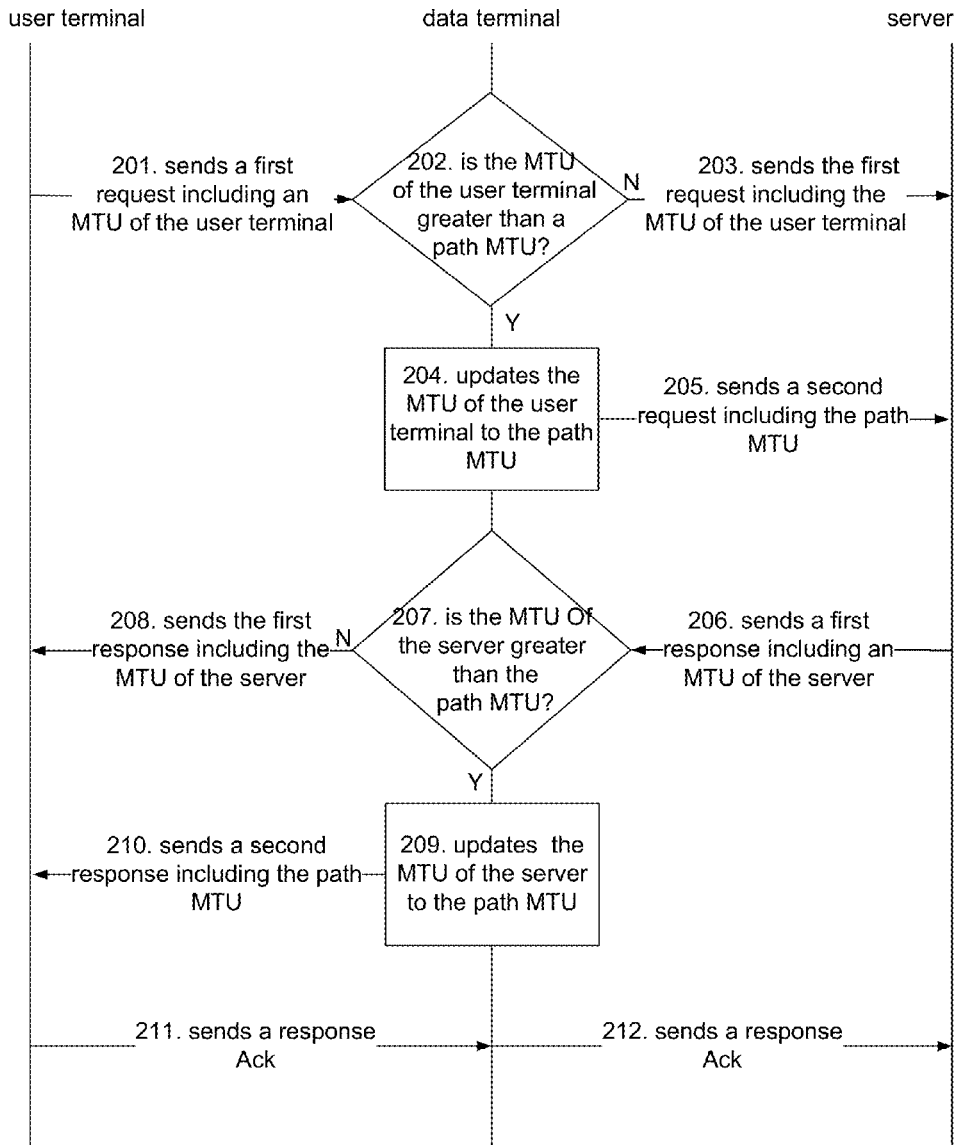 user terminal
data terminal
server
201. sends a first
request including an
MTU of the user terminal
202. is the MTU
of the user terminal
greater than a
path MTU?
N
203. sends the first
request including the
MTU of the user terminal
Y
204. updates the
MTU of the user
terminal to the path
MTU
205. sends a second
request including the path
MTU
208. sends the first
response including the
MTU of the server
N
207. is the MTU Of
the server greater
than the
path MTU?
206. sends a first
response including an
MTU of the server
Y
210. sends a second
response including the path
MTU
209. updates the
MTU of the server
to the path MTU
211. sends a response
Ack
212. sends a response
Ack